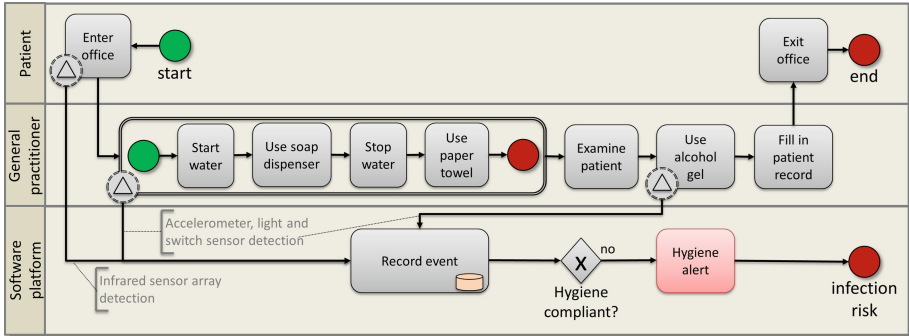 Patient
Enter
office
start
Exit
office
end
General
practitioner
Start
water
Use soap
dispenser
Stop
water
Use
paper
towel
Examine
patient
Use
alcohol
gel
Fill in
patient
record
Software
platform
Accelerometer, light and
switch sensor detection
Infrared sensor array
detection
Record event
X
no
Hygiene
compliant?
Hygiene
alert
infection
risk